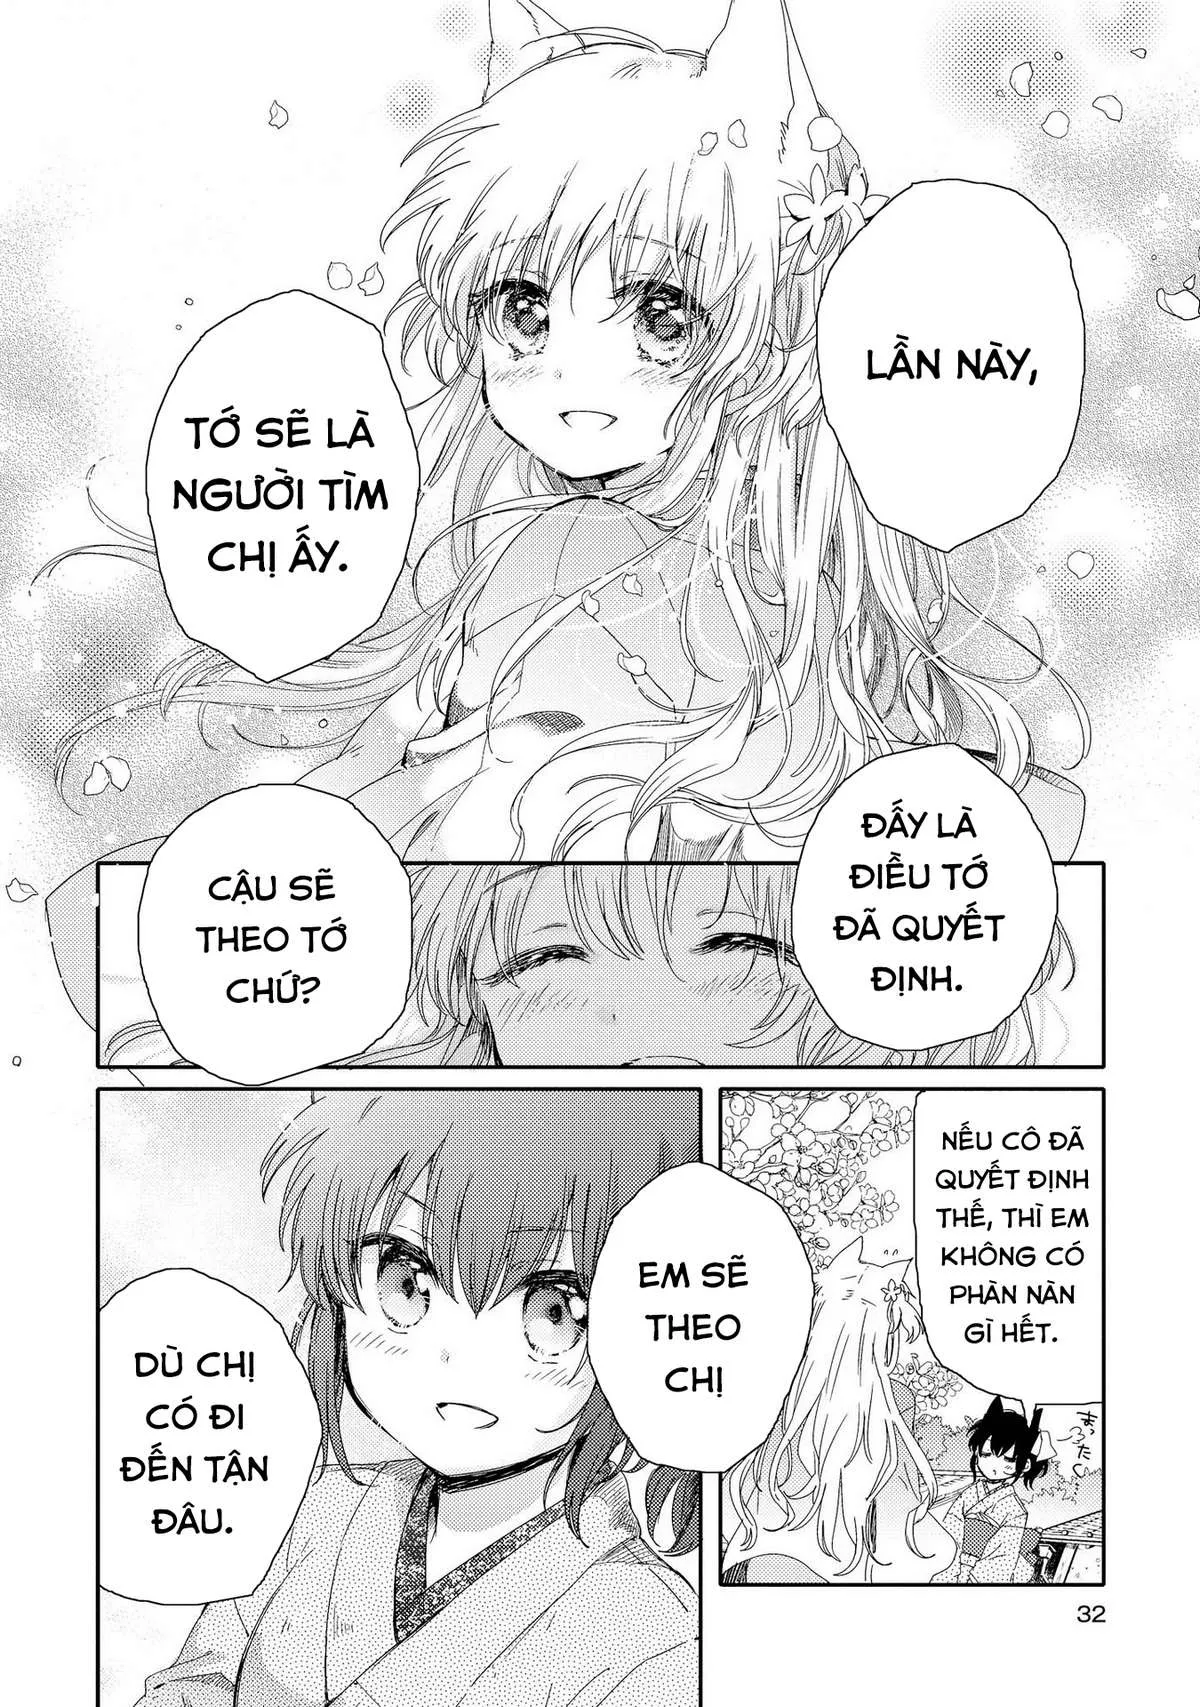 LẦN NÀY,
TỚ SẼ LÀ
NGƯỜI TÌM
CHỊ ẤY.
ĐẤY LÀ
ĐIỀU TỚ
ĐÃ QUYẾT
ĐỊNH.
CẬU SẼ
THEO TỚ
CHỨ?
NẾU CÔ ĐÃ
QUYẾT ĐỊNH
THẾ, THÌ EM
KHÔNG CÓ
PHÀN NÀN
GÌ HẾT.
EM SẼ
THEO
CHỊ
DÙ CHỊ
CÓ ĐI
ĐẾN TẬN
ĐÂU.
32